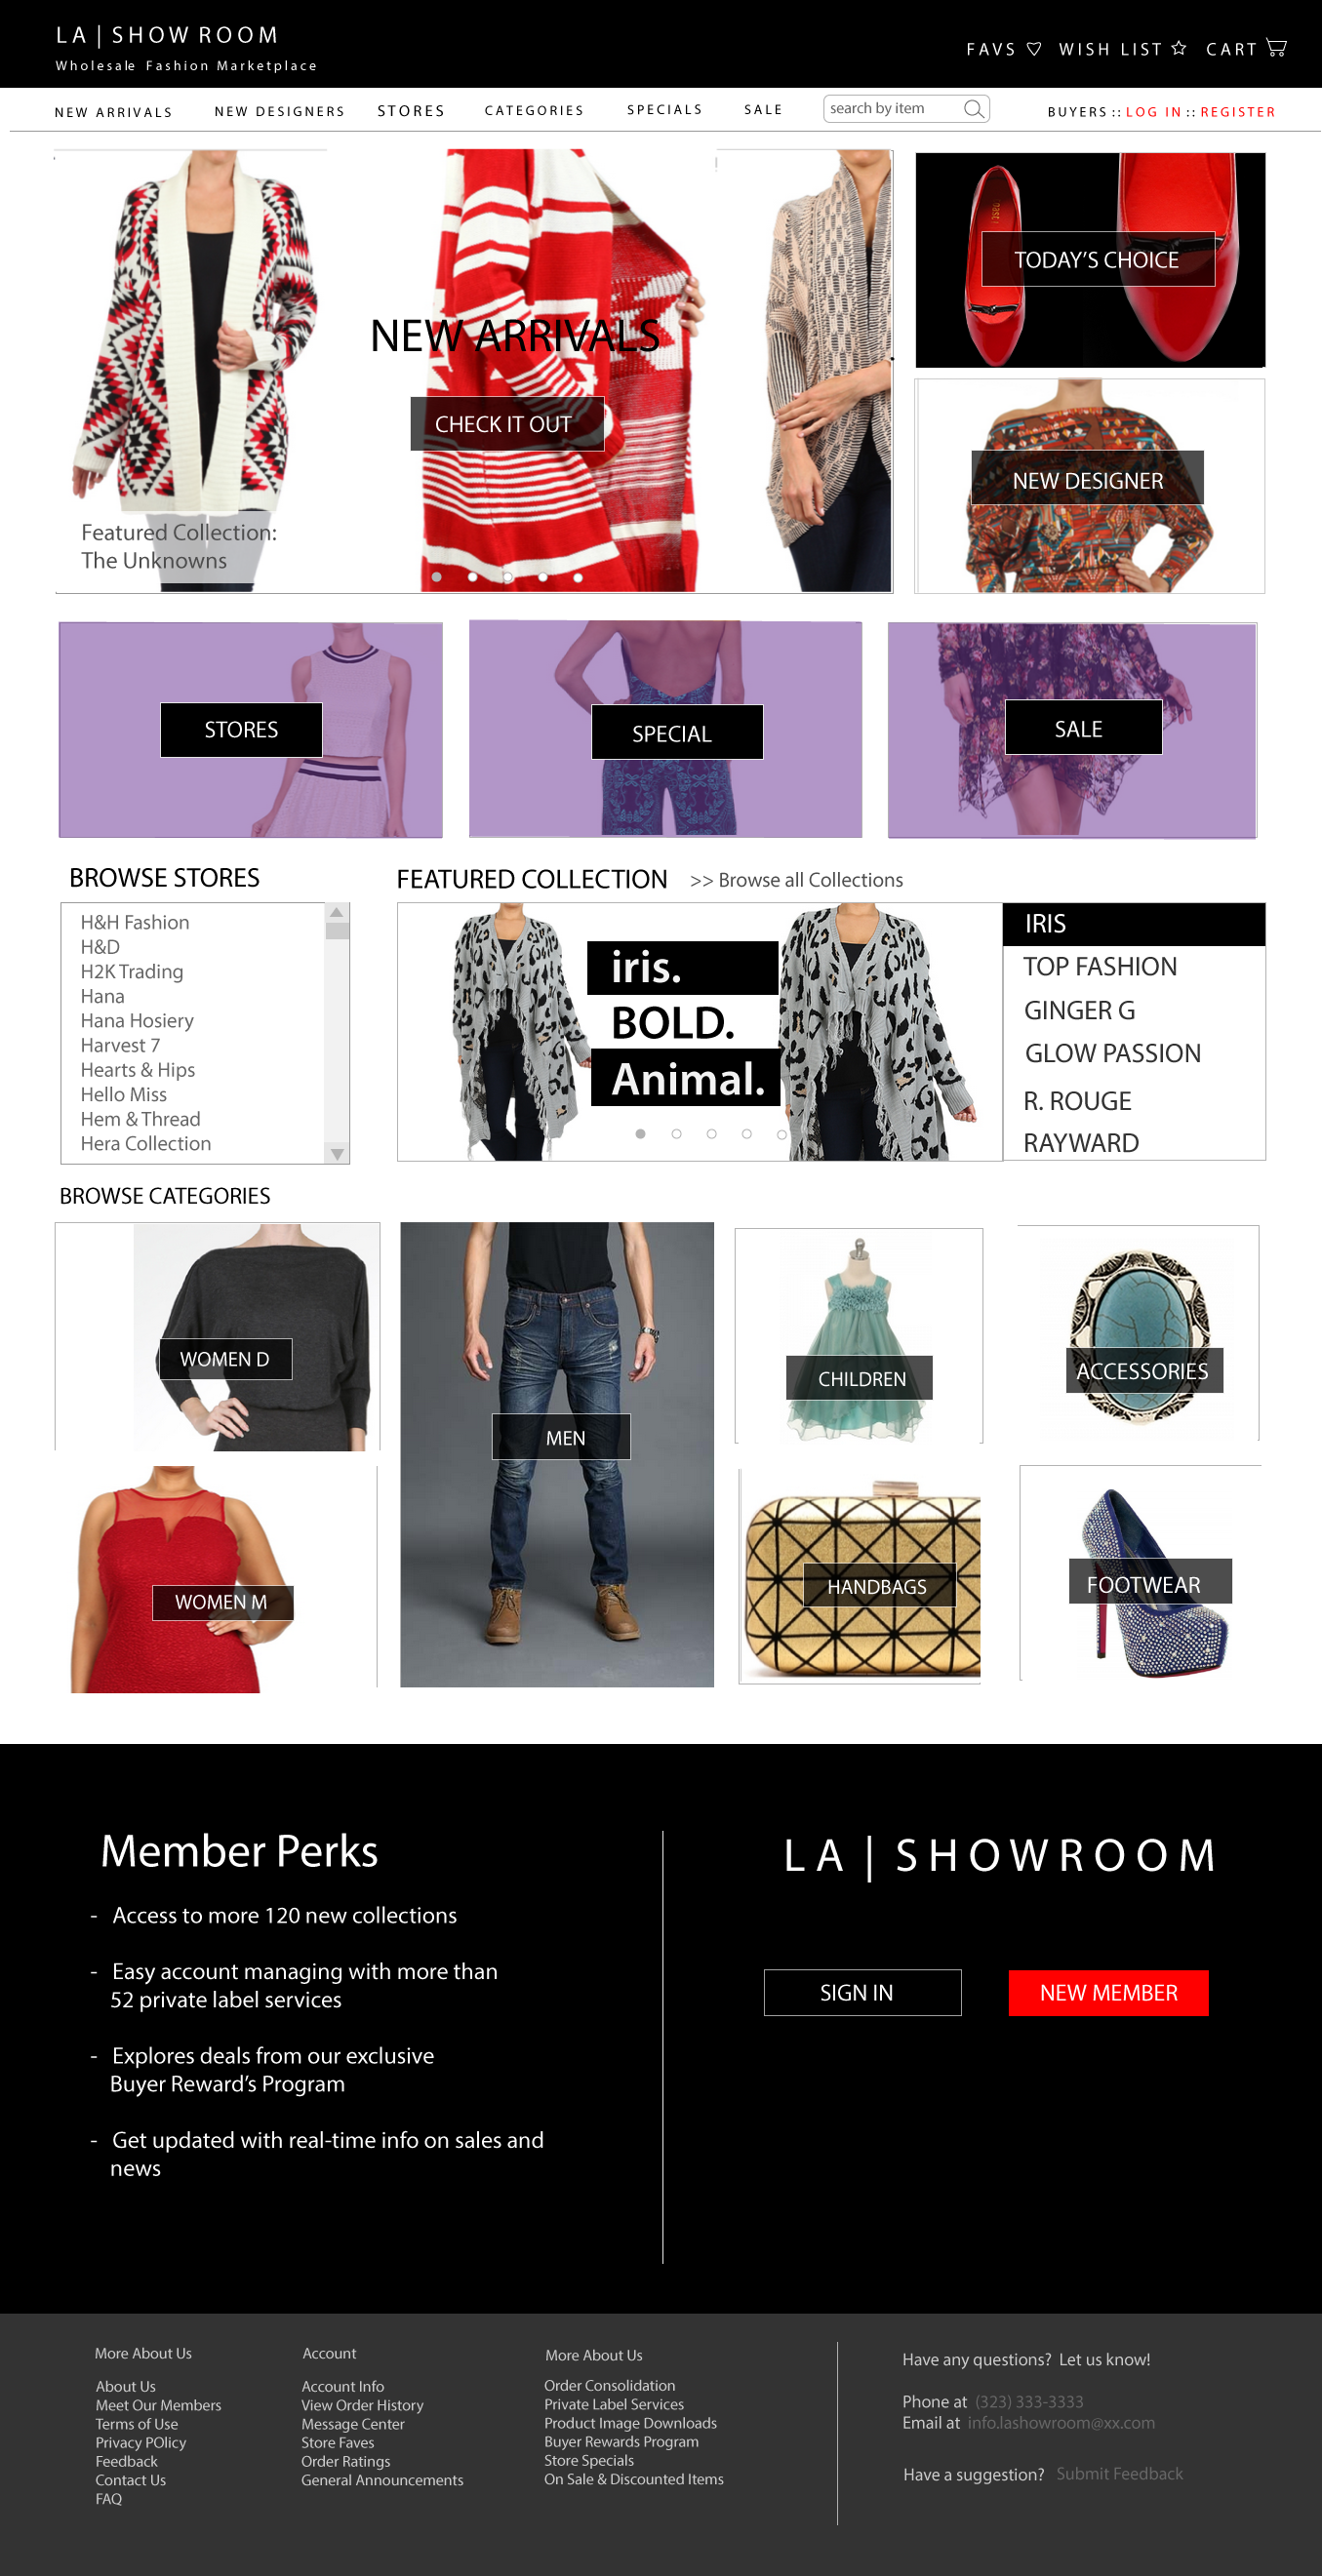 LA | SHOW ROOM
Wholesale Fashion Marketplace
FAVS WISH LIST CART
NEW ARRIVALS NEW DESIGNERS STORES CATEGORIES SPECIALS SALE search by item BUYERS :: LOG IN :: REGISTER
NEW ARRIVALS
CHECK IT OUT
Featured Collection:
The Unknowns
TODAY'S CHOICE
NEW DESIGNER
STORES
SPECIAL
SALE
BROWSE STORES
H&H Fashion
H&D
H2K Trading
Hana
Hana Hosiery
Harvest 7
Hearts & Hips
Hello Miss
Hem & Thread
Hera Collection
FEATURED COLLECTION >> Browse all Collections
iris.
BOLD.
Animal.
IRIS
TOP FASHION
GINGER G
GLOW PASSION
R. ROUGE
RAYWARD
BROWSE CATEGORIES
WOMEN D
MEN
CHILDREN
ACCESSORIES
WOMEN M
HANDBAGS
FOOTWEAR
Member Perks
- Access to more 120 new collections
- Easy account managing with more than
52 private label services
- Explores deals from our exclusive
Buyer Reward's Program
- Get updated with real-time info on sales and
news
LA | SHOWROOM
SIGN IN
NEW MEMBER
More About Us
About Us
Meet Our Members
Terms of Use
Privacy POlicy
Feedback
Contact Us
FAQ
Account
Account Info
View Order History
Message Center
Store Faves
Order Ratings
General Announcements
More About Us
Order Consolidation
Private Label Services
Product Image Downloads
Buyer Rewards Program
Store Specials
On Sale & Discounted Items
Have any questions? Let us know!
Phone at (323) 333-3333
Email at info.lashowroom@xx.com
Have a suggestion? Submit Feedback